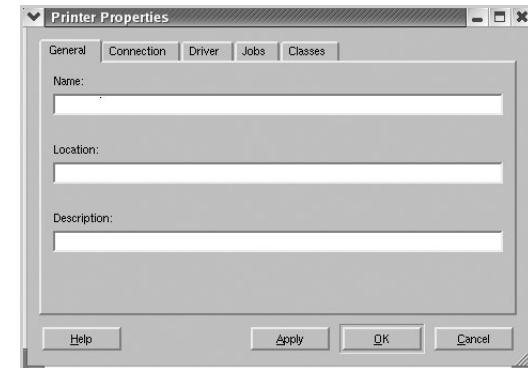 Printer Properties
General Connection Driver Jobs Classes
Name:
Location:
Description:
Help Apply OK Cancel